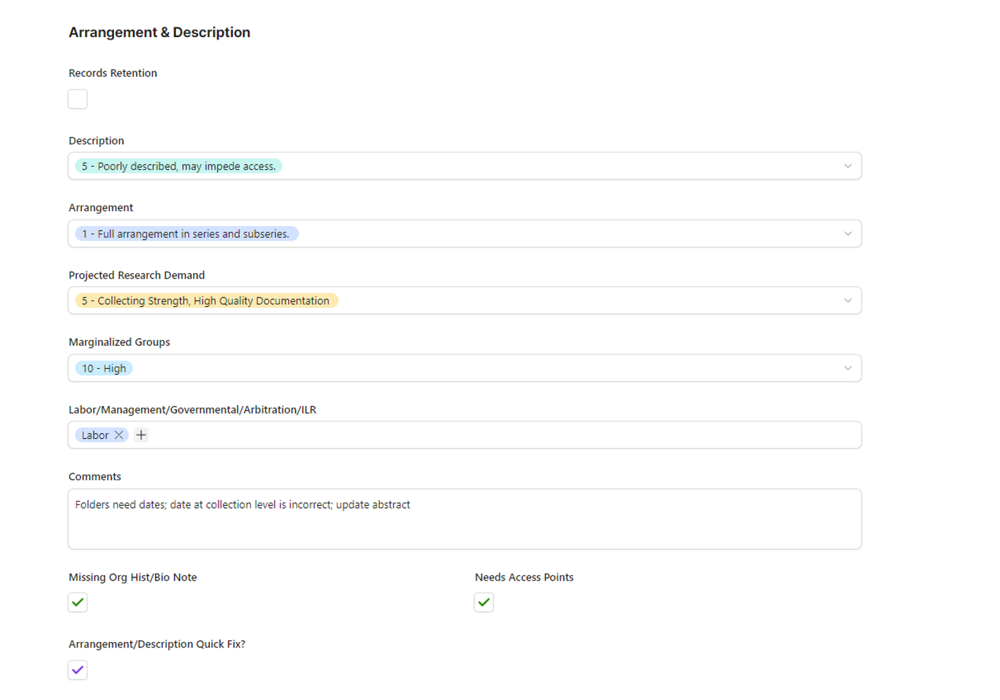 Arrangement & Description
Records Retention
Description
5 - Poorly described, may impede access.
Arrangement
1 - Full arrangement in series and subseries.
Projected Research Demand
5 - Collecting Strength, High Quality Documentation
Marginalized Groups
10 - High
Labor/Management/Governmental/Arbitration/ILR
Labor
Comments
Folders need dates; date at collection level is incorrect; update abstract
Missing Org Hist/Bio Note
Needs Access Points
Arrangement/Description Quick Fix?